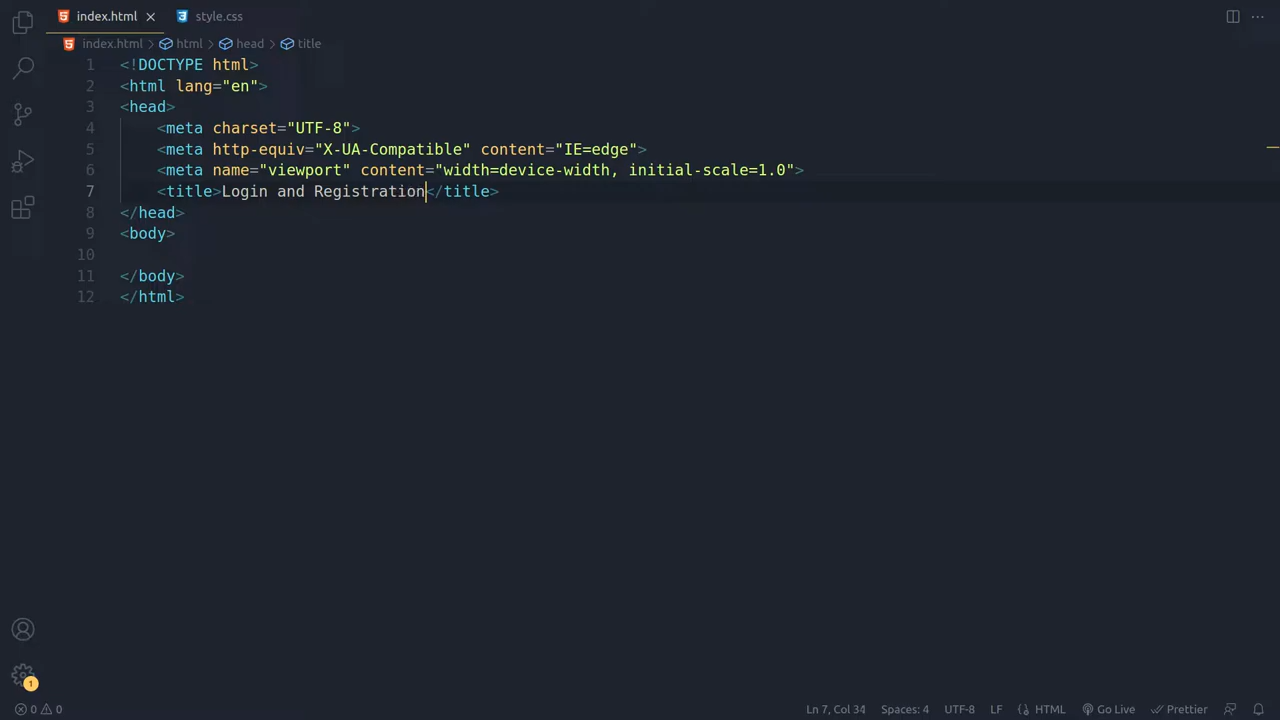 index.html
style.css
index.html > html > head > title
1 <!DOCTYPE html>
2 <html lang="en">
3 <head>
4     <meta charset="UTF-8">
5     <meta http-equiv="X-UA-Compatible" content="IE=edge">
6     <meta name="viewport" content="width=device-width, initial-scale=1.0">
7     <title>Login and Registration</title>
8 </head>
9 <body>
10
11 </body>
12 </html>
1
0 0 Ln 7, Col 34 Spaces: 4 UTF-8 LF {} HTML Go Live Prettier